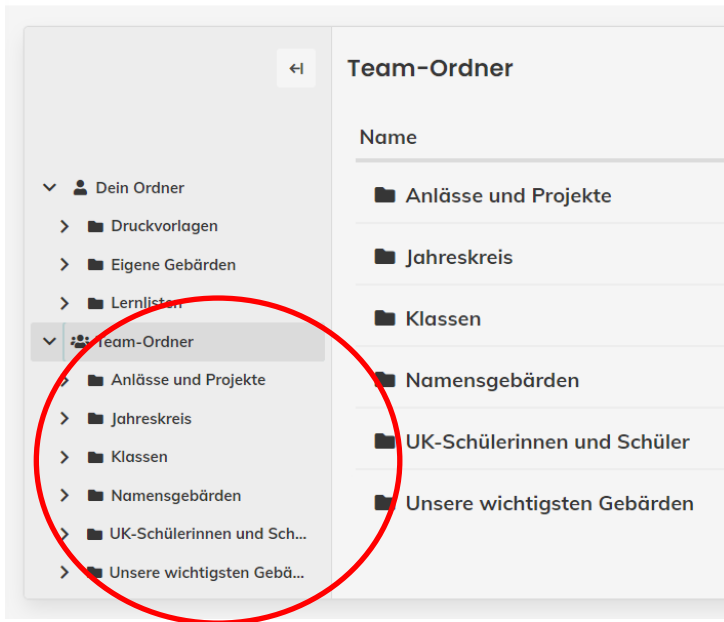 Dein Ordner
Druckvorlagen
Eigene Gebärden
Lernlisten
Team-Ordner
Anlässe und Projekte
Jahreskreis
Klassen
Namensgebärden
UK-Schülerinnen und Sch...
Unsere wichtigsten Gebä...
Team-Ordner
Name
Anlässe und Projekte
Jahreskreis
Klassen
Namensgebärden
UK-Schülerinnen und Schüler
Unsere wichtigsten Gebärden